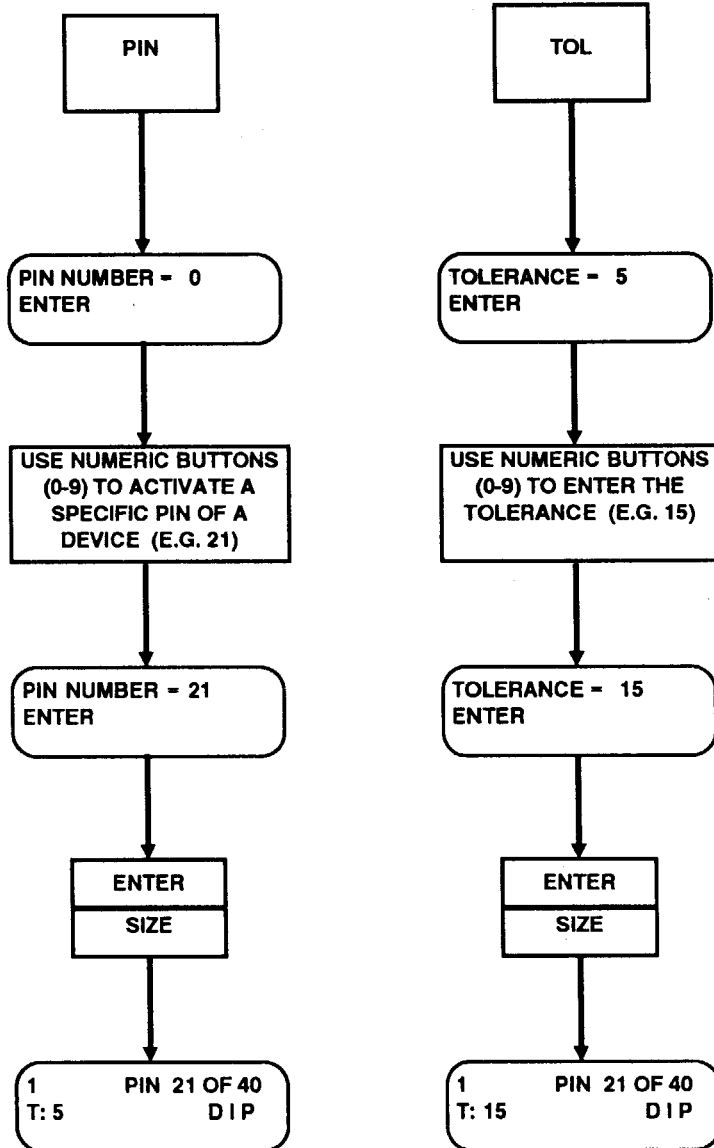 PIN
PIN NUMBER = 0
ENTER
USE NUMERIC BUTTONS
(0-9) TO ACTIVATE A
SPECIFIC PIN OF A
DEVICE (E.G. 21)
PIN NUMBER = 21
ENTER
ENTER
SIZE
1 PIN 21 OF 40
T: 5 D I P
TOL
TOLERANCE = 5
ENTER
USE NUMERIC BUTTONS
(0-9) TO ENTER THE
TOLERANCE (E.G. 15)
TOLERANCE = 15
ENTER
ENTER
SIZE
1 PIN 21 OF 40
T: 15 D I P